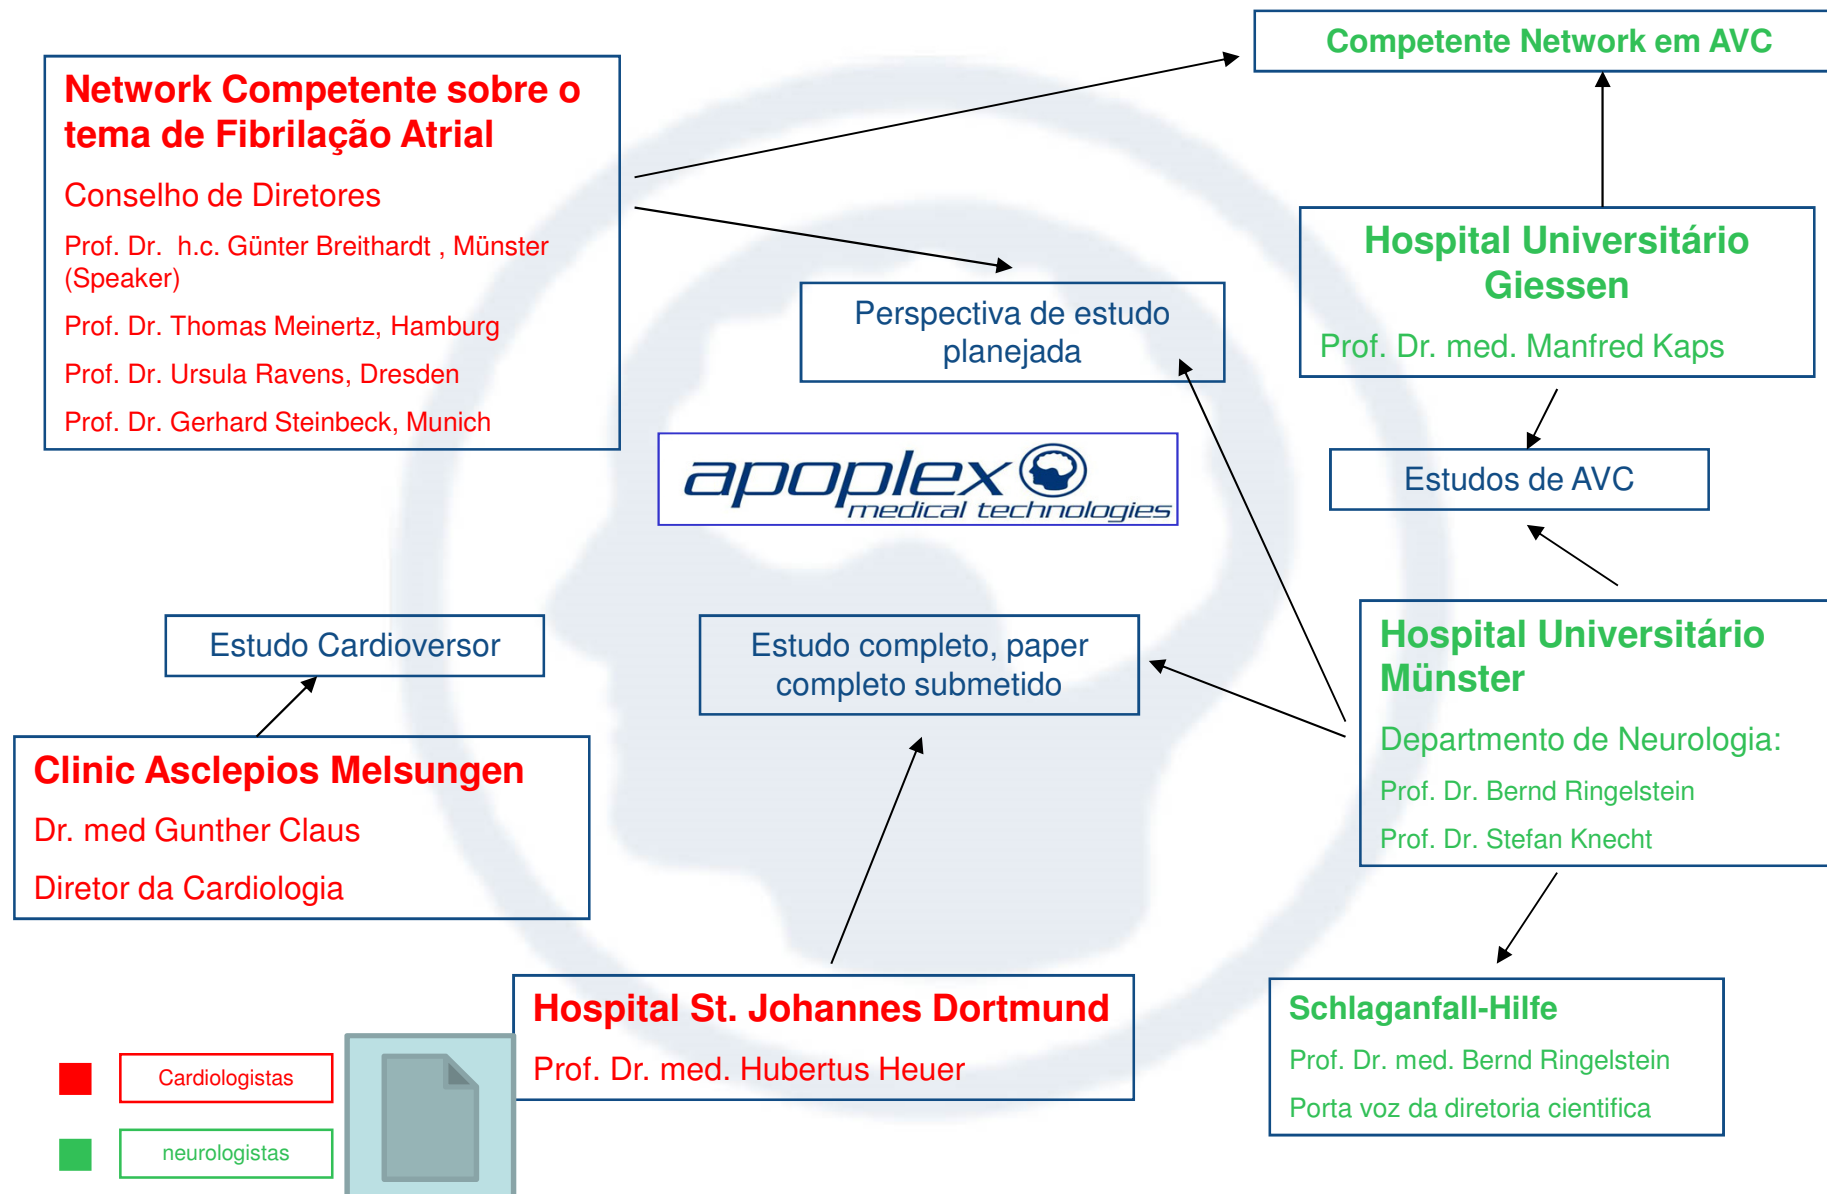 Competente Network em AVC
Network Competente sobre o
tema de Fibrilação Atrial
Conselho de Diretores
Prof. Dr. h.c. Günter Breithardt , Münster
(Speaker)
Prof. Dr. Thomas Meinertz, Hamburg
Prof. Dr. Ursula Ravens, Dresden
Prof. Dr. Gerhard Steinbeck, Munich
Hospital Universitário
Giessen
Prof. Dr. med. Manfred Kaps
Perspectiva de estudo
planejada
apoplex
medical technologies
Estudos de AVC
Estudo Cardioversor
Estudo completo, paper
completo submetido
Hospital Universitário
Münster
Departmento de Neurologia:
Prof. Dr. Bernd Ringelstein
Prof. Dr. Stefan Knecht
Clinic Asclepios Melsungen
Dr. med Gunther Claus
Diretor da Cardiologia
Hospital St. Johannes Dortmund
Prof. Dr. med. Hubertus Heuer
Schlaganfall-Hilfe
Prof. Dr. med. Bernd Ringelstein
Porta voz da diretoria cientifica
Cardiologistas
neurologistas